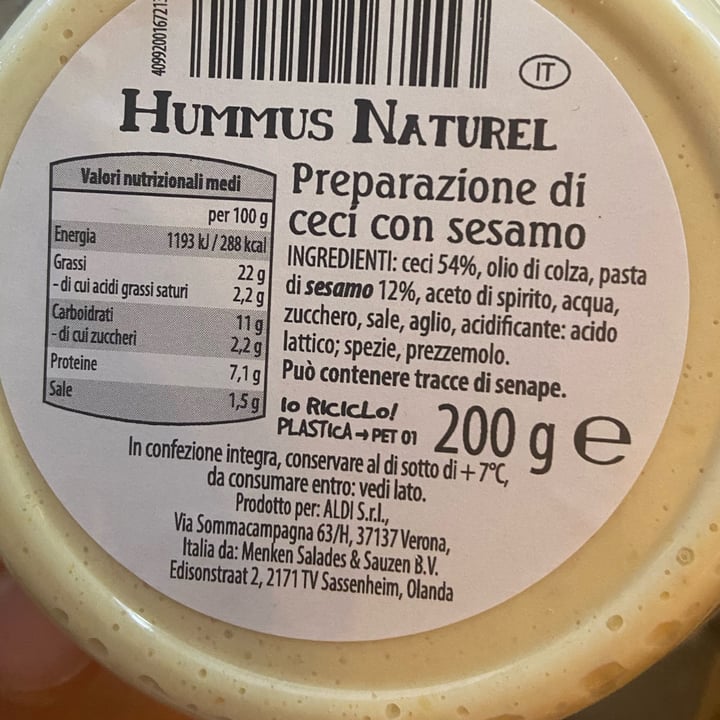 IT
HUMMUS NATUREL
Valori nutrizionali medi
per 100 g
Energia 1193 kJ / 288 kcal
Grassi 22 g
- di cui acidi grassi saturi 2,2 g
Carboidrati 11 g
- di cui zuccheri 2,2 g
Proteine 7,1 g
Sale 1,5 g
Preparazione di
ceci con sesamo
INGREDIENTI: ceci 54%, olio di colza, pasta
di sesamo 12%, aceto di spirito, acqua,
zucchero, sale, aglio, acidificante: acido
lattico; spezie, prezzemolo.
Può contenere tracce di senape.
Io RICICLO!
PLASTICA → PET 01
200 g e
In confezione integra, conservare al di sotto di + 7°C,
da consumare entro: vedi lato.
Prodotto per: ALDI S.r.l.,
Via Sommacampagna 63/H, 37137 Verona,
Italia da: Menken Salades & Sauzen B.V.
Edisonstraat 2, 2171 TV Sassenheim, Olanda